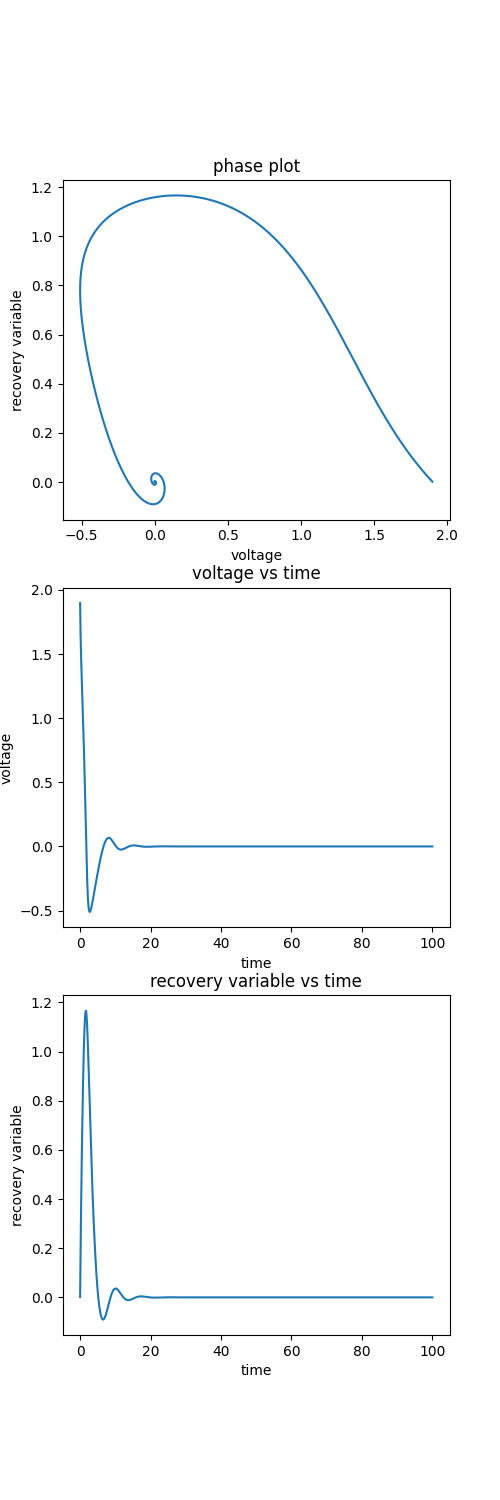 phase plot
1.2
1.0
0.8
0.6
0.4
0.2
0.0
recovery variable
−0.5 0.0 0.5 1.0 1.5 2.0
voltage
voltage vs time
2.0
1.5
1.0
0.5
0.0
−0.5
voltage
0 20 40 60 80 100
time
recovery variable vs time
1.2
1.0
0.8
0.6
0.4
0.2
0.0
recovery variable
0 20 40 60 80 100
time